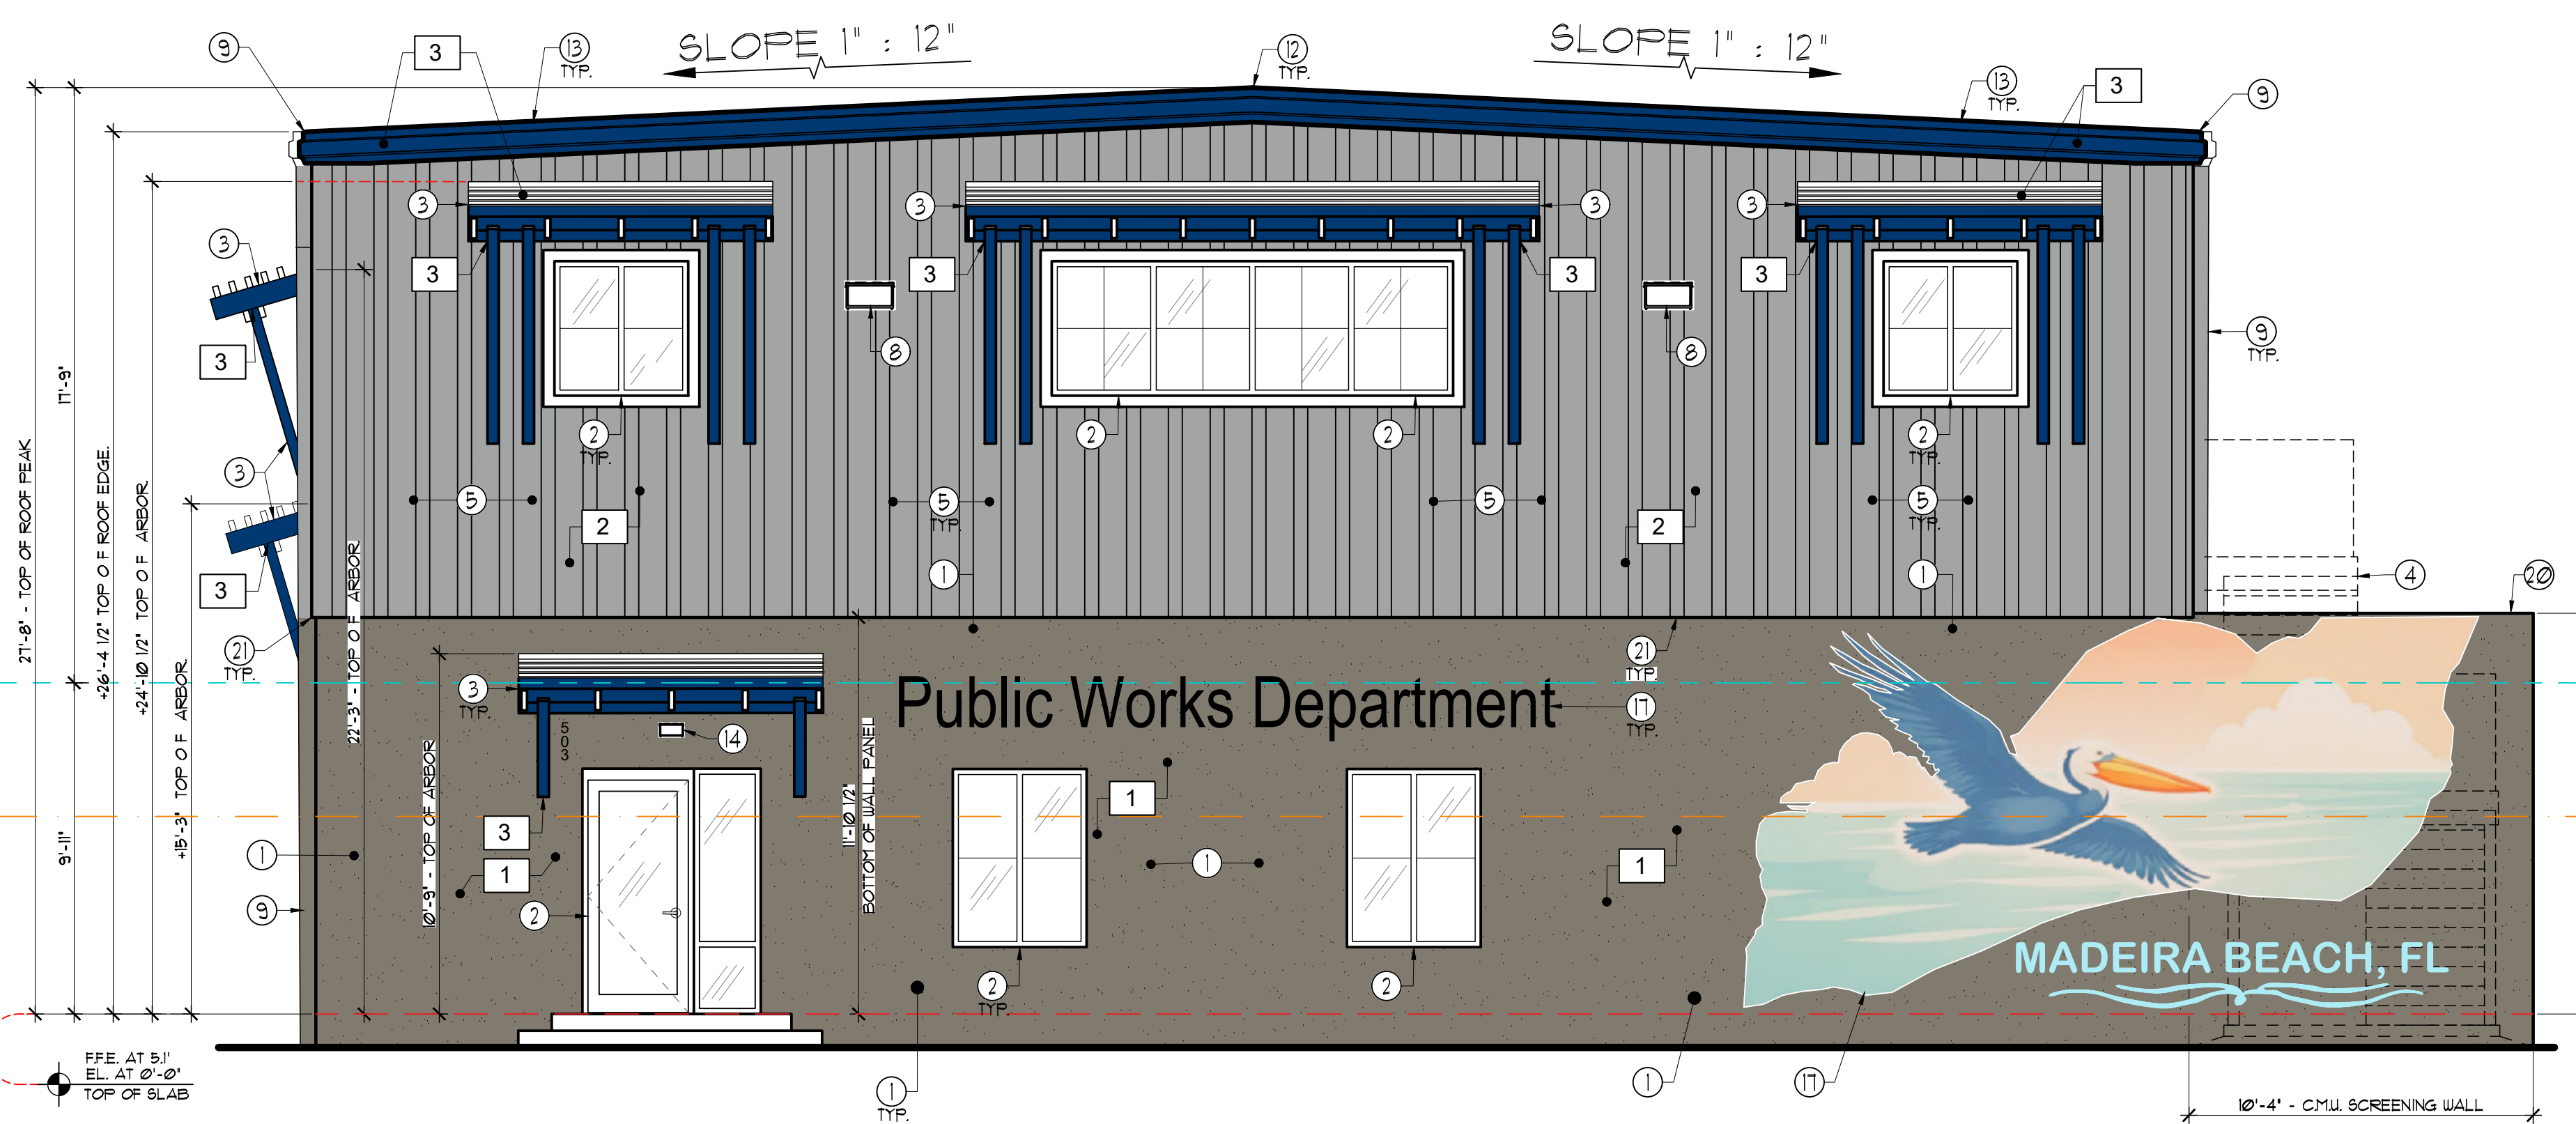 SLOPE 1" : 12"
SLOPE 1" : 12"
9
3
13
TYP.
12
TYP.
13
TYP.
3
9
3
3
3
3
3
3
3
3
3
3
8
8
9
TYP.
2
TYP.
2
2
2
TYP.
3
5
5
TYP.
5
5
TYP.
2
2
3
1
1
4
20
21
TYP.
21
TYP.
3
TYP.
14
503
Public Works Department
17
TYP.
1
3
1
1
1
1
2
9
2
TYP.
2
MADEIRA BEACH, FL
1
TYP.
1
17
27'-8" - TOP OF ROOF PEAK
17'-9"
9'-11"
+26'-4 1/2" TOP OF ROOF EDGE.
+24'-10 1/2" TOP OF ARBOR
+15'-3" TOP OF ARBOR
22'-3" - TOP OF ARBOR
10'-9" - TOP OF ARBOR
11'-10 1/2"
BOTTOM OF WALL PANEL
F.F.E. AT 5.1'
EL. AT 0'-0"
TOP OF SLAB
10'-4" - C.M.U. SCREENING WALL